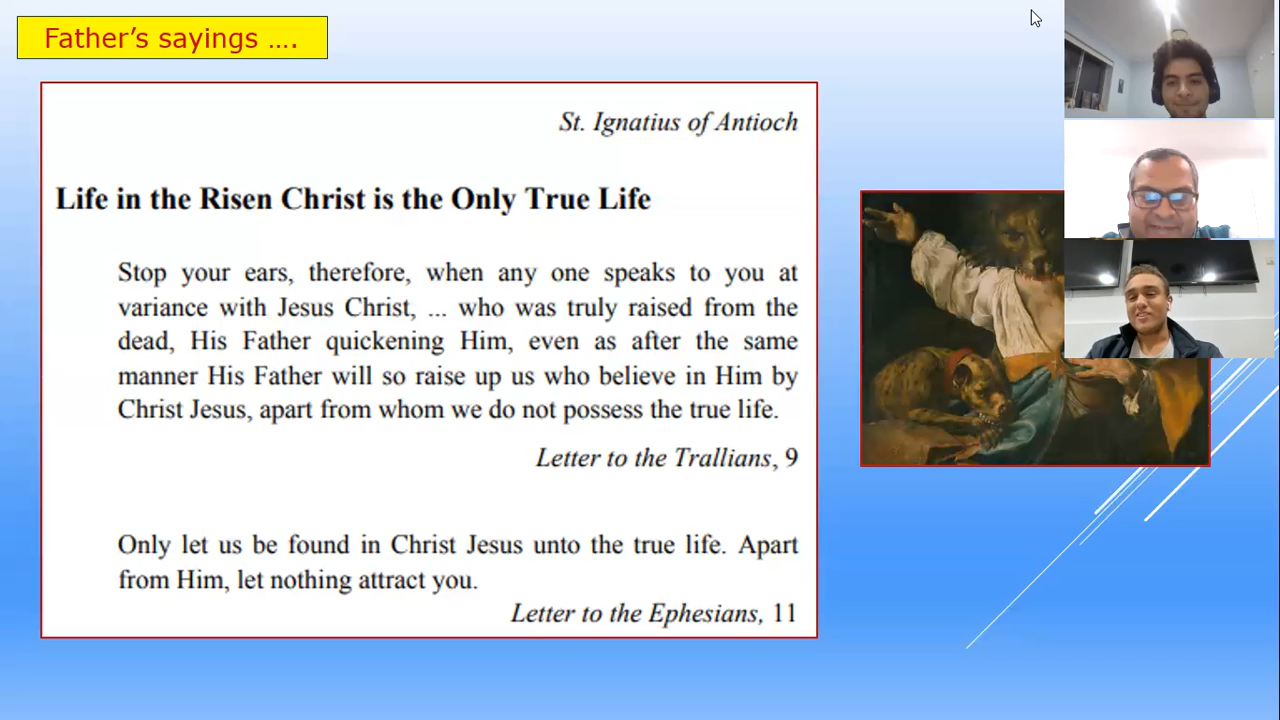 Father’s sayings ….
St. Ignatius of Antioch
Life in the Risen Christ is the Only True Life
Stop your ears, therefore, when any one speaks to you at
variance with Jesus Christ, ... who was truly raised from the
dead, His Father quickening Him, even as after the same
manner His Father will so raise up us who believe in Him by
Christ Jesus, apart from whom we do not possess the true life.
Letter to the Trallians, 9
Only let us be found in Christ Jesus unto the true life. Apart
from Him, let nothing attract you.
Letter to the Ephesians, 11